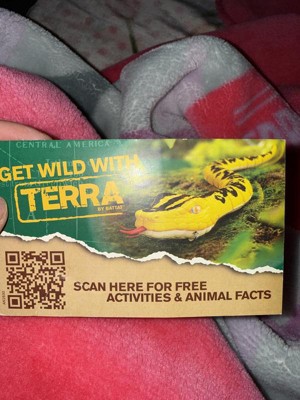 CENTRAL AMERICA
GET WILD WITH
TERRA
BY BATTAT
SCAN HERE FOR FREE
ACTIVITIES & ANIMAL FACTS